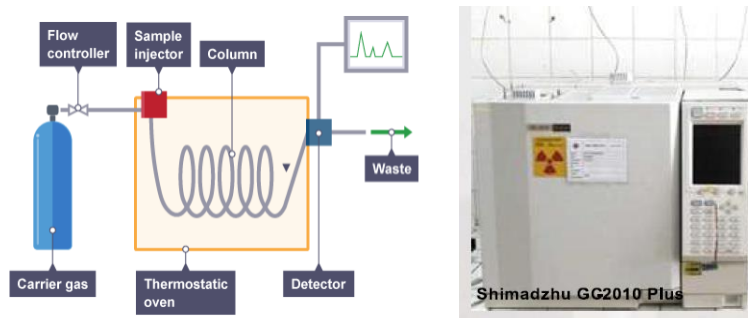 Flow
controller
Sample
injector
Column
Waste
Carrier gas
Thermostatic
oven
Detector
Shimadzhu GC2010 Plus